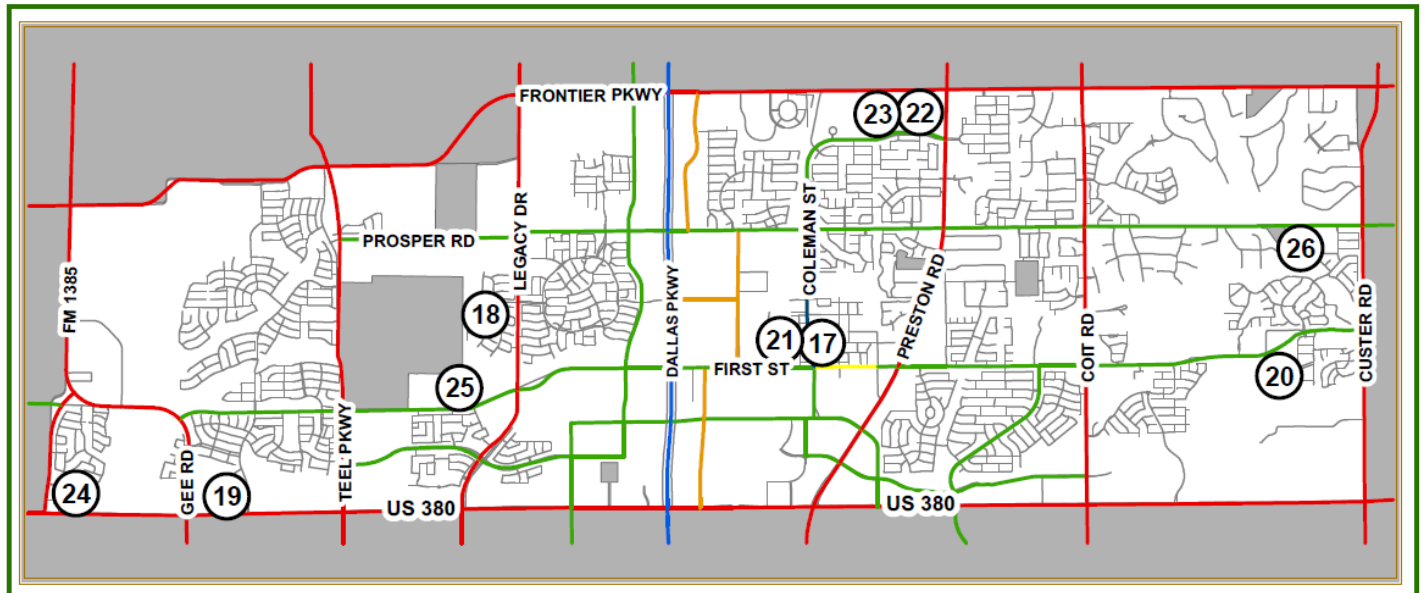 FRONTIER PKWY
23
22
LEGACY DR
COLEMAN ST
PROSPER RD
26
FM 1385
18
DALLAS PKWY
PRESTON RD
CUSTER RD
21
17
COIT RD
FIRST ST
25
20
TEEL PKWY
GEE RD
24
19
US 380
US 380